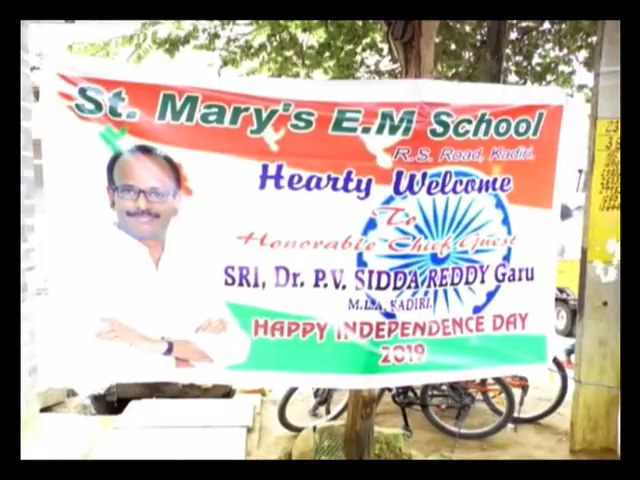 St. Mary's E.M School
R.S. Road, Kadiri.
Hearty Welcome
To
Honorable Chief Guest
SRI, Dr. P.V. SIDDA REDDY Garu
M.L.A, KADIRI.
HAPPY INDEPENDENCE DAY
2019